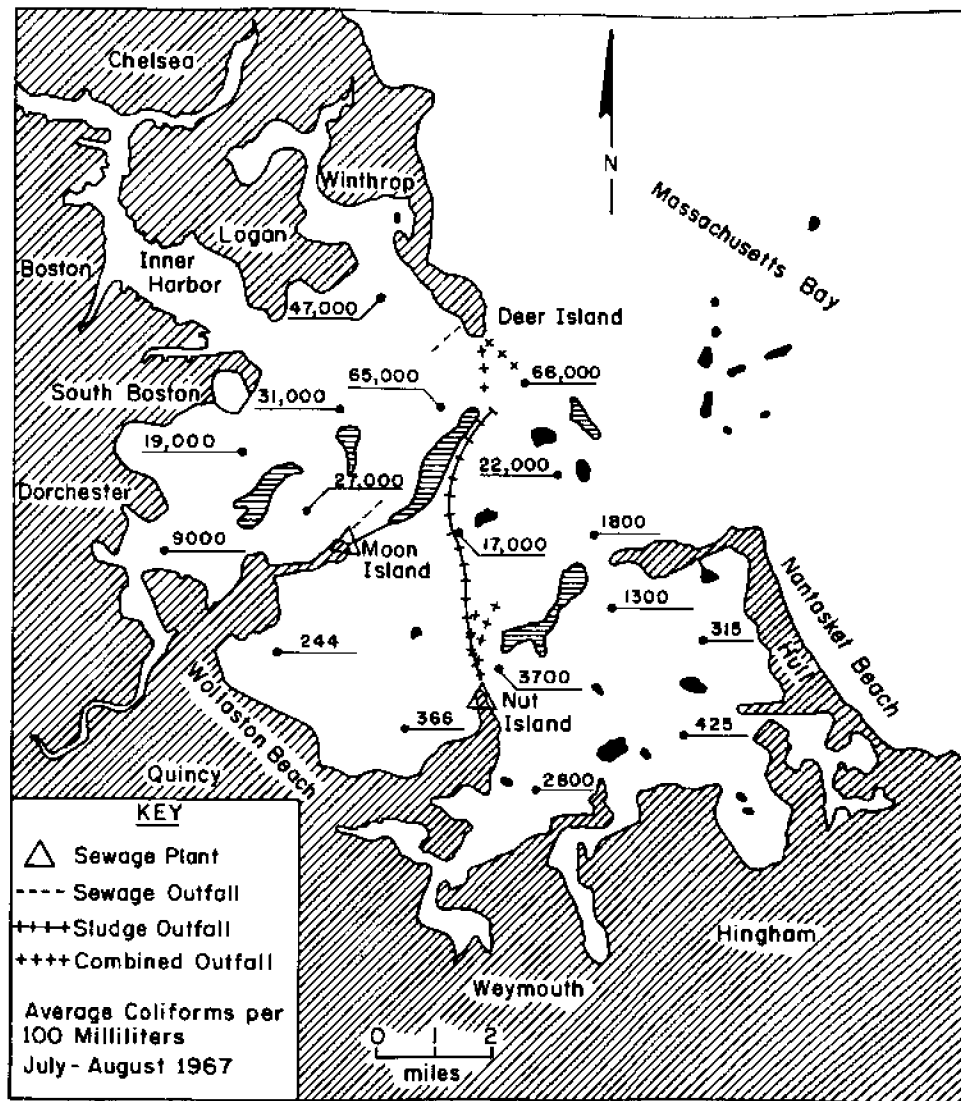 Chelsea
N
Winthrop
Massachusetts Bay
Logan
Boston
Inner
Harbor
47,000
Deer Island
65,000
66,000
South Boston
31,000
19,000
22,000
27,000
Dorchester
9000
1800
Moon
Island
17,000
Nantasket Beach
1300
315
244
Hull
3700
Wollaston Beach
Nut
Island
366
425
Quincy
2800
KEY
Sewage Plant
Sewage Outfall
Sludge Outfall
Combined Outfall
Hingham
Weymouth
Average Coliforms per
100 Milliliters
July - August 1967
0 1 2
miles